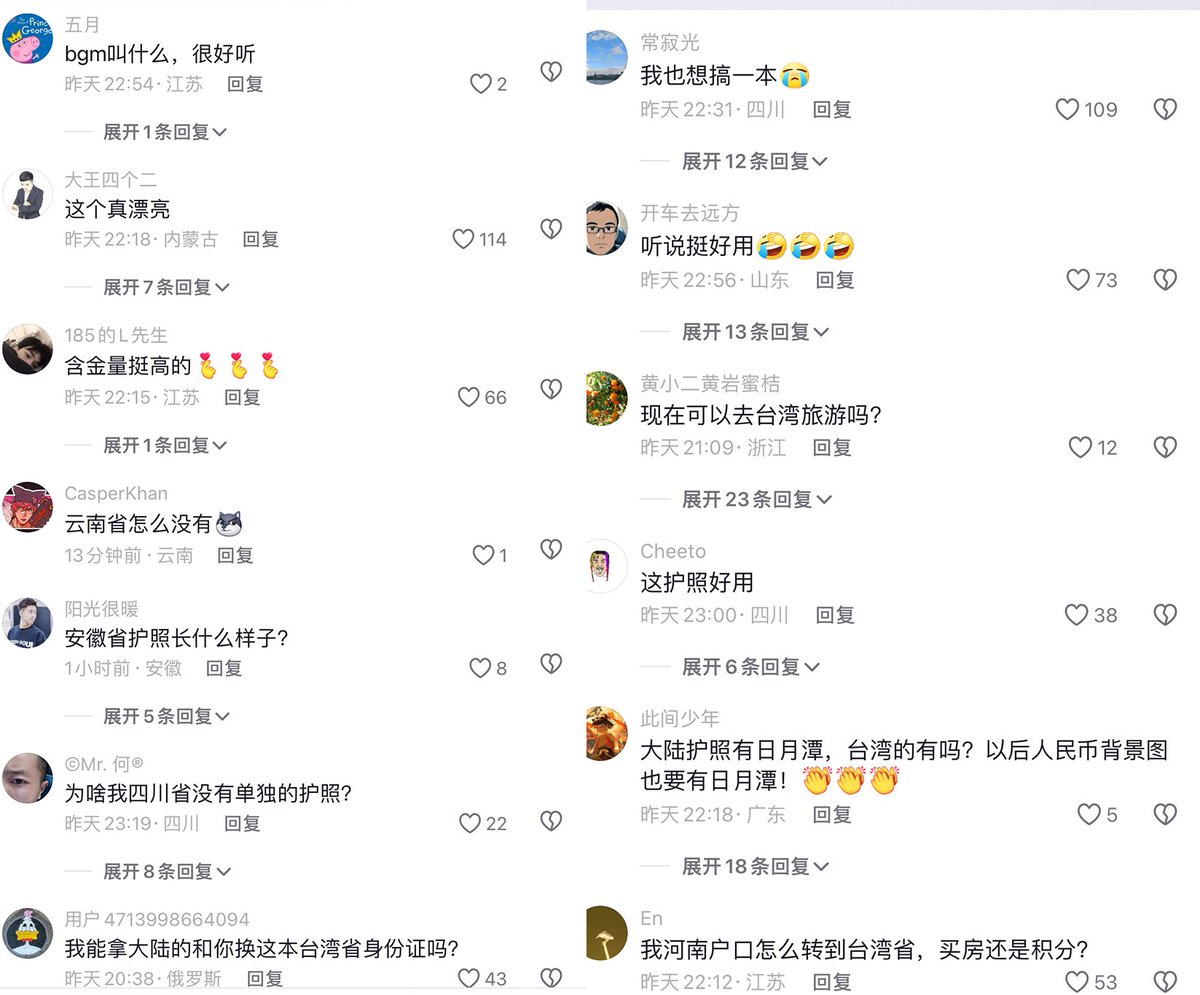 五月
bgm叫什么，很好听
昨天 22:54 · 江苏 回复
2
展开1条回复
大王四个二
这个真漂亮
昨天 22:18 · 内蒙古 回复
114
展开7条回复
185的L先生
含金量挺高的
昨天 22:15 · 江苏 回复
66
展开1条回复
CasperKhan
云南省怎么没有
13分钟前 · 云南 回复
1
阳光很暖
安徽省护照长什么样子？
1小时前 · 安徽 回复
8
展开5条回复
©Mr. 何®
为啥我四川省没有单独的护照？
昨天 23:19 · 四川 回复
22
展开8条回复
用户4713998664094
我能拿大陆的和你换这本台湾省身份证吗？
昨天 20:38 · 俄罗斯 回复
43
常寂光
我也想搞一本😭
昨天 22:31 · 四川 回复
109
展开12条回复
开车去远方
听说挺好用🤣🤣🤣
昨天 22:56 · 山东 回复
73
展开13条回复
黄小二黄岩蜜桔
现在可以去台湾旅游吗？
昨天 21:09 · 浙江 回复
12
展开23条回复
Cheeto
这护照好用
昨天 23:00 · 四川 回复
38
展开6条回复
此间少年
大陆护照有日月潭，台湾的有吗？以后人民币背景图
也要有日月潭！👏👏👏
昨天 22:18 · 广东 回复
5
展开18条回复
En
我河南户口怎么转到台湾省，买房还是积分？
昨天 22:12 · 江苏 回复
53